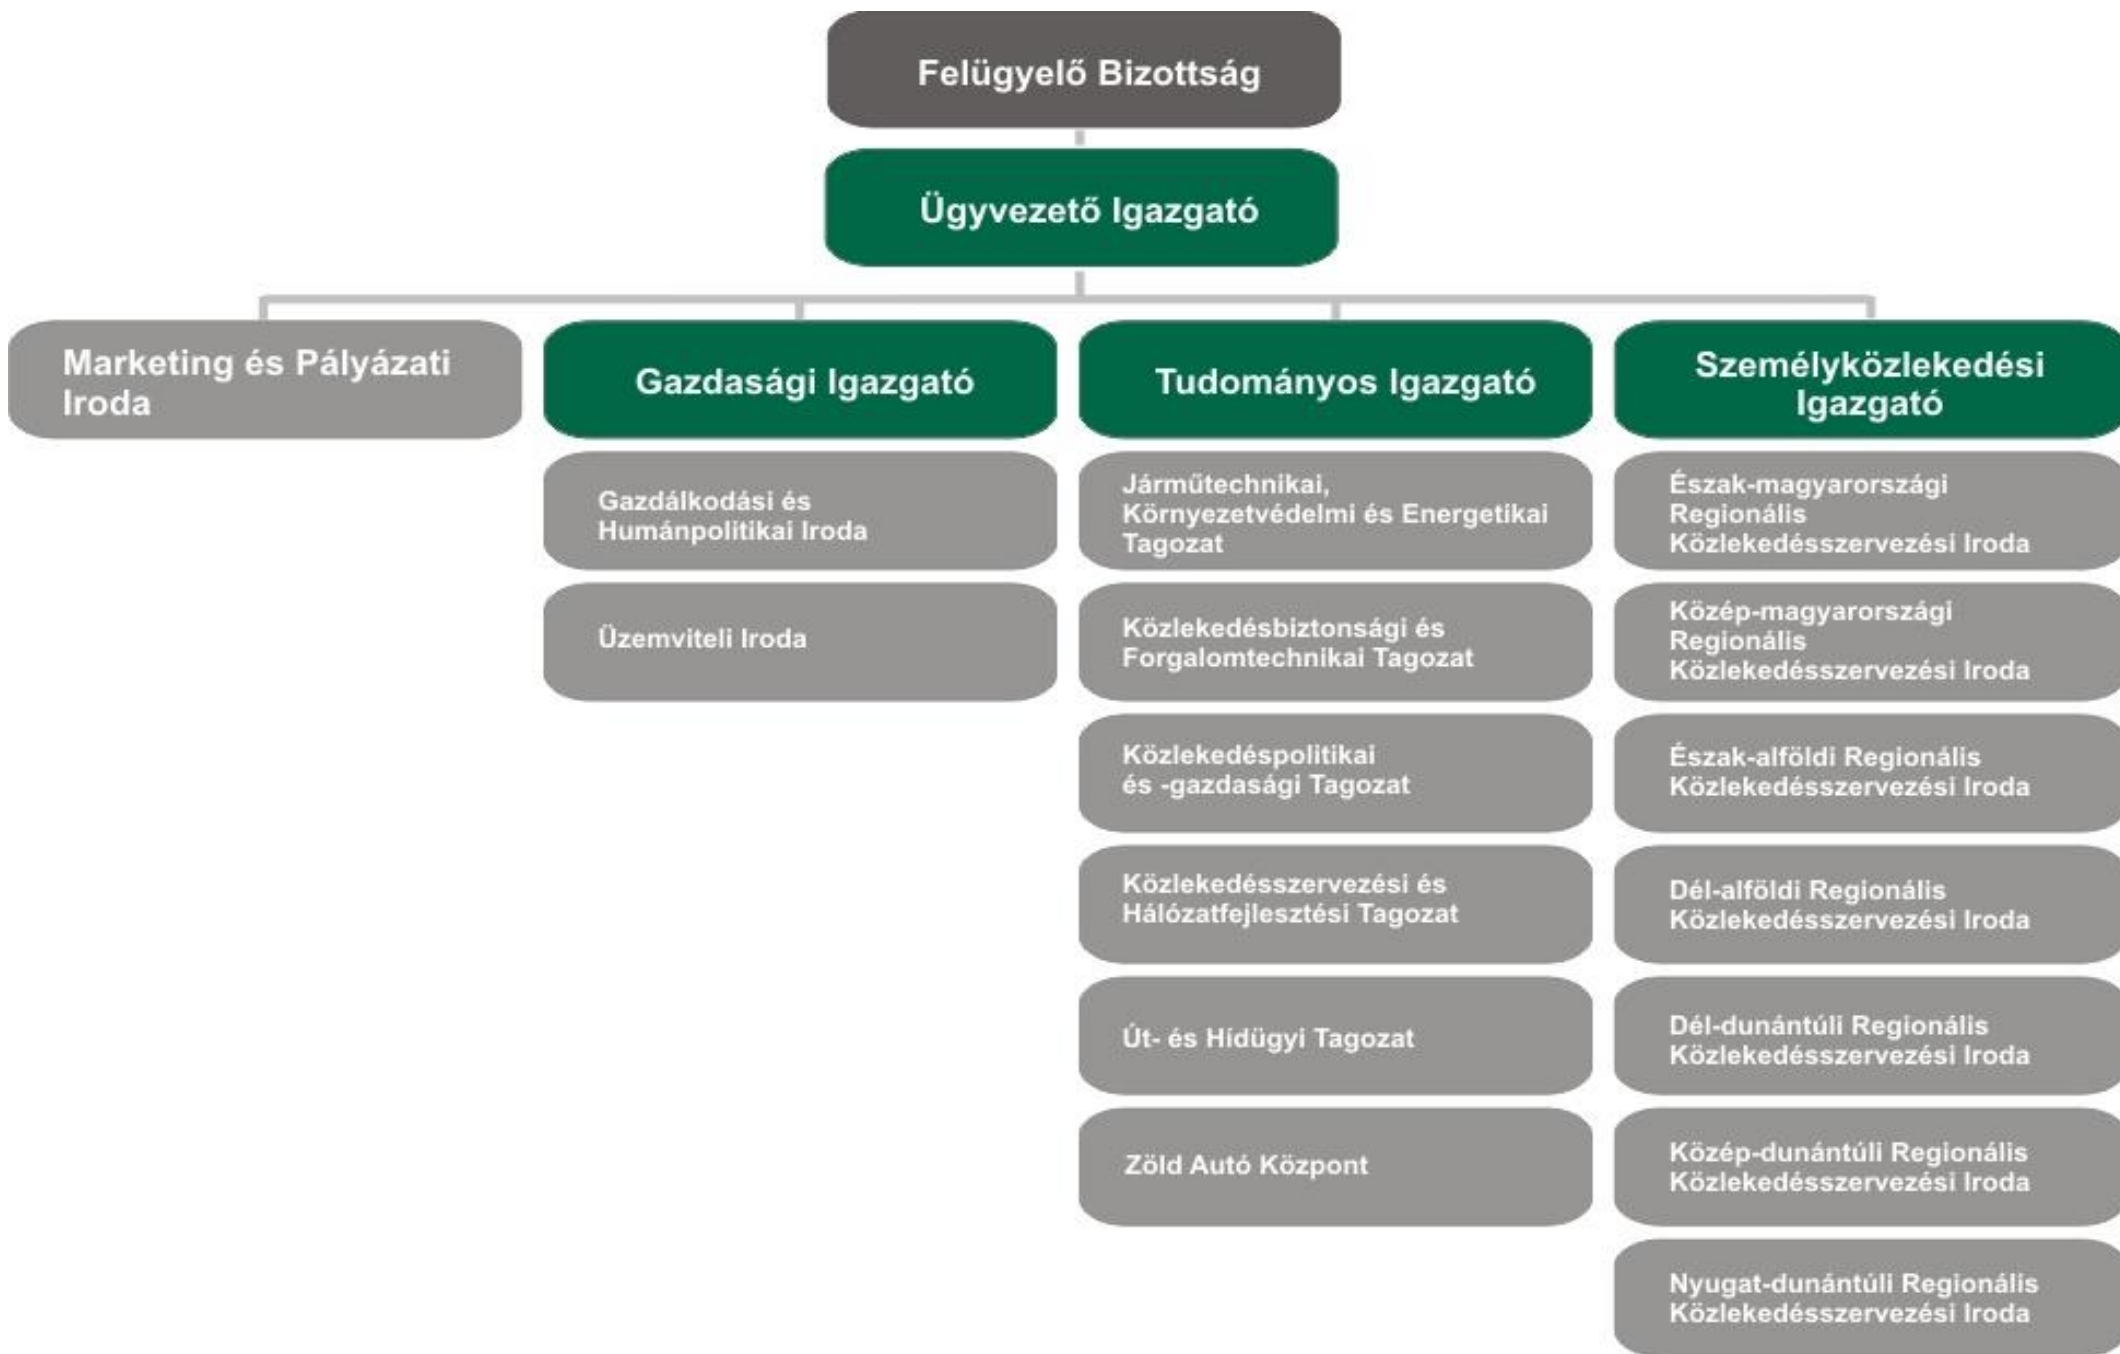 Felügyelő Bizottság
Ügyvezető Igazgató
Marketing és Pályázati
Iroda
Gazdasági Igazgató
Gazdálkodási és
Humánpolitikai Iroda
Üzemviteli Iroda
Tudományos Igazgató
Járműtechnikai,
Környezetvédelmi és Energetikai
Tagozat
Közlekedésbiztonsági és
Forgalomtechnikai Tagozat
Közlekedéspolitikai
és -gazdasági Tagozat
Közlekedésszervezési és
Hálózatfejlesztési Tagozat
Út- és Hídügyi Tagozat
Zöld Autó Központ
Személyközlekedési
Igazgató
Észak-magyarországi
Regionális
Közlekedésszervezési Iroda
Közép-magyarországi
Regionális
Közlekedésszervezési Iroda
Észak-alföldi Regionális
Közlekedésszervezési Iroda
Dél-alföldi Regionális
Közlekedésszervezési Iroda
Dél-dunántúli Regionális
Közlekedésszervezési Iroda
Közép-dunántúli Regionális
Közlekedésszervezési Iroda
Nyugat-dunántúli Regionális
Közlekedésszervezési Iroda